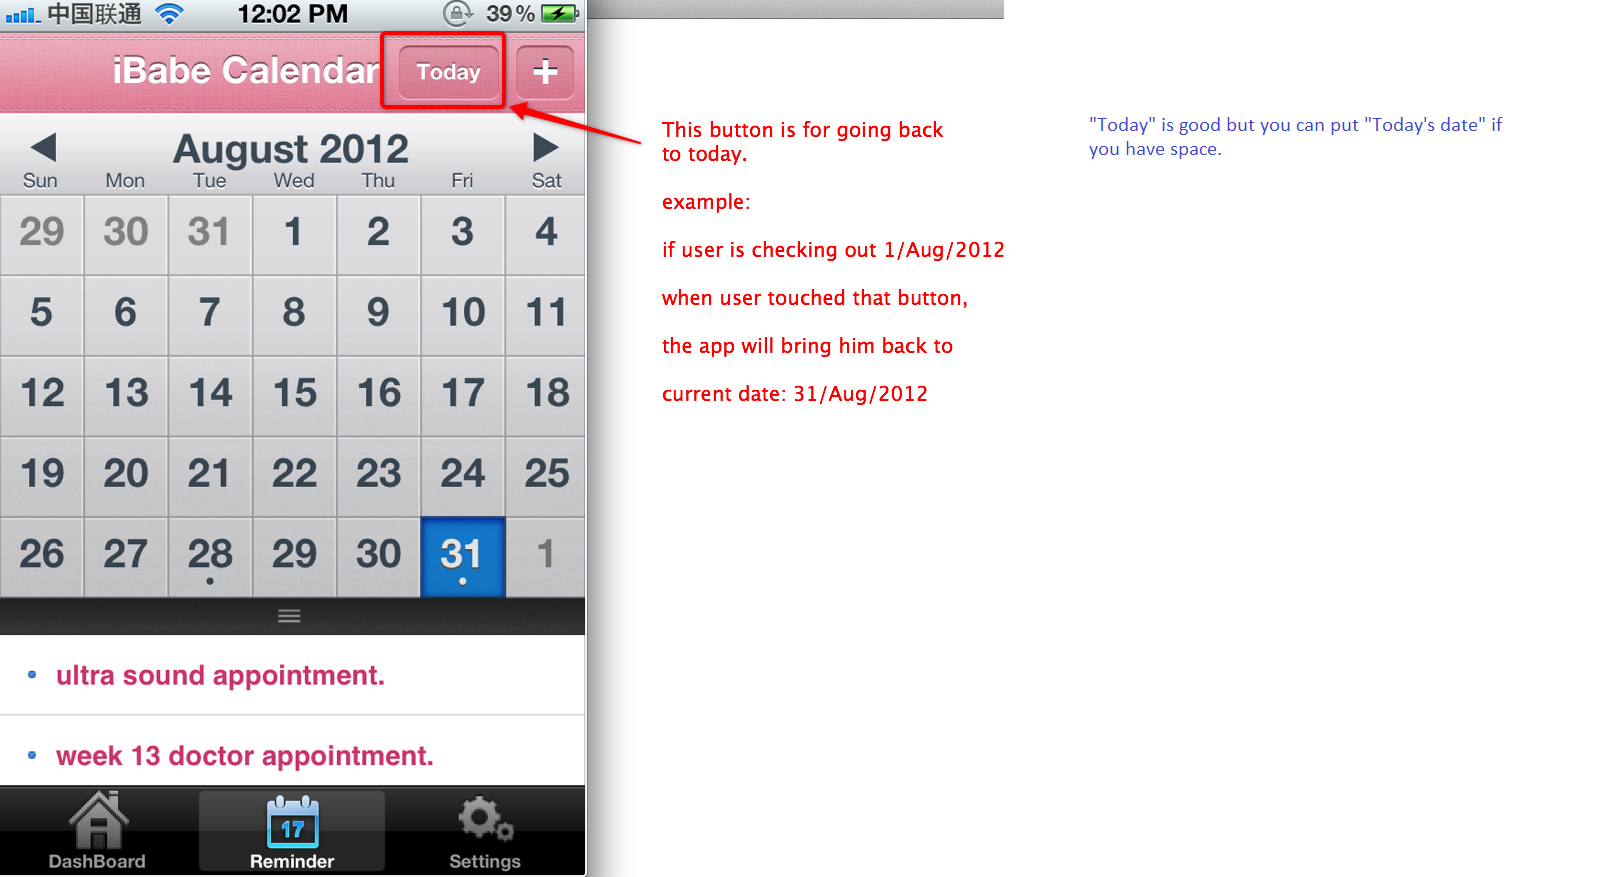 中国联通 12:02 PM 39%
iBabe Calendar Today +
August 2012
Sun Mon Tue Wed Thu Fri Sat
29 30 31 1 2 3 4
5 6 7 8 9 10 11
12 13 14 15 16 17 18
19 20 21 22 23 24 25
26 27 28 29 30 31 1
ultra sound appointment.
week 13 doctor appointment.
17
DashBoard Reminder Settings
This button is for going back
to today.
example:
if user is checking out 1/Aug/2012
when user touched that button,
the app will bring him back to
current date: 31/Aug/2012
"Today" is good but you can put "Today's date" if
you have space.